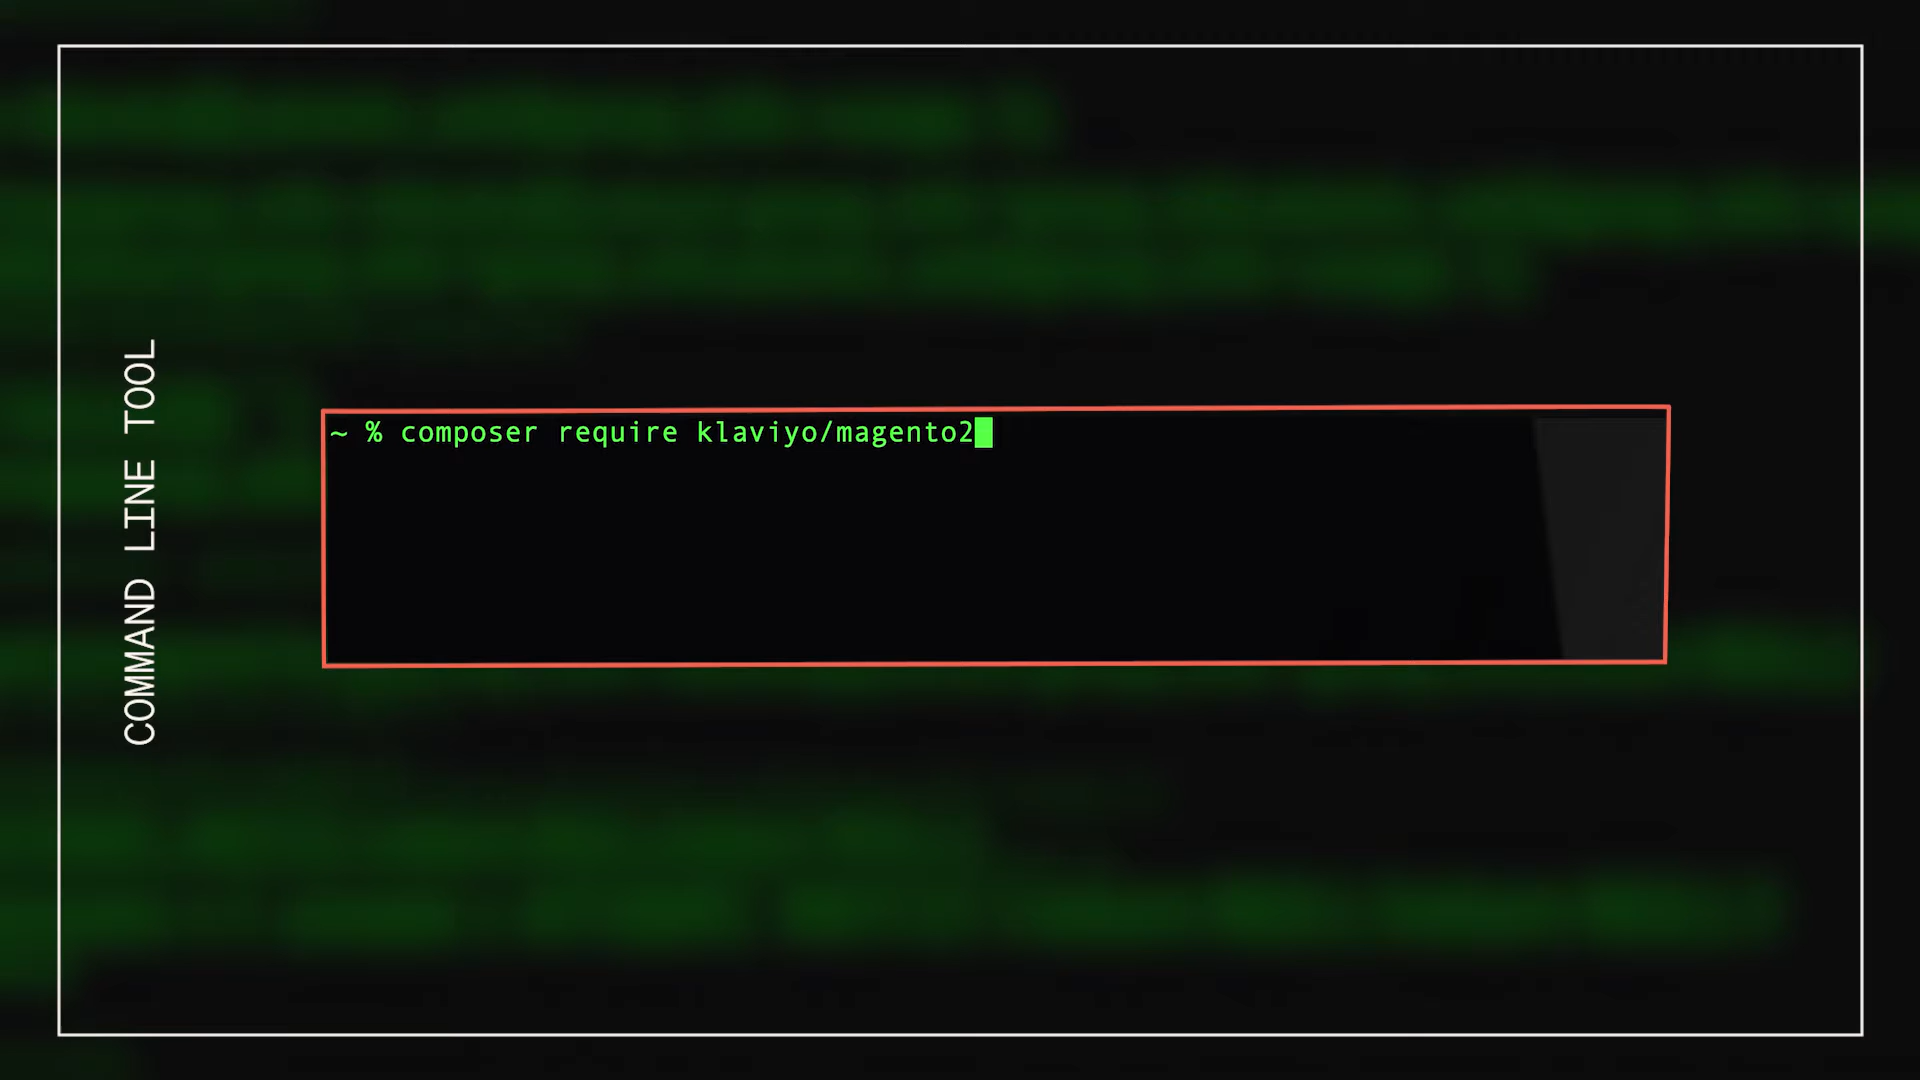 COMMAND LINE TOOL
~ % composer require klaviyo/magento2